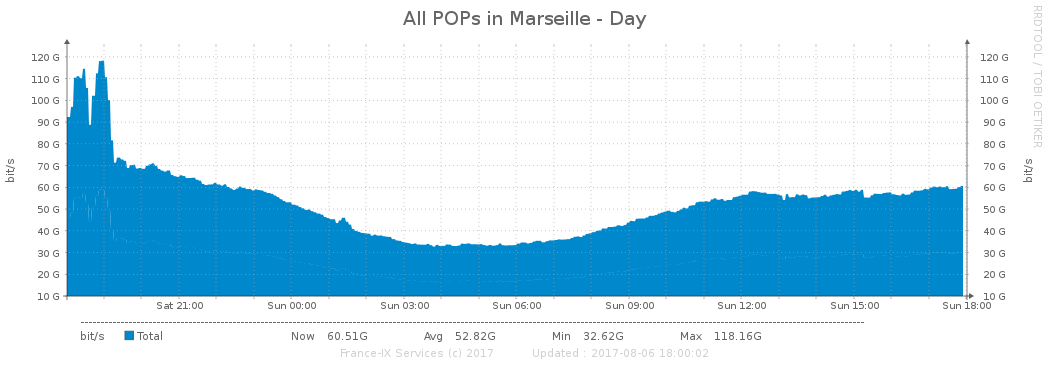 All POPs in Marseille - Day
RRDTOOL / TOBI OETIKER
bit/s
120 G 120 G
110 G 110 G
100 G 100 G
90 G 90 G
80 G 80 G
70 G 70 G
60 G 60 G
50 G 50 G
40 G 40 G
30 G 30 G
20 G 20 G
10 G 10 G
bit/s
Sat 21:00 Sun 00:00 Sun 03:00 Sun 06:00 Sun 09:00 Sun 12:00 Sun 15:00 Sun 18:00
bit/s Total Now 60.51G Avg 52.82G Min 32.62G Max 118.16G
France-IX Services (c) 2017 Updated : 2017-08-06 18:00:02